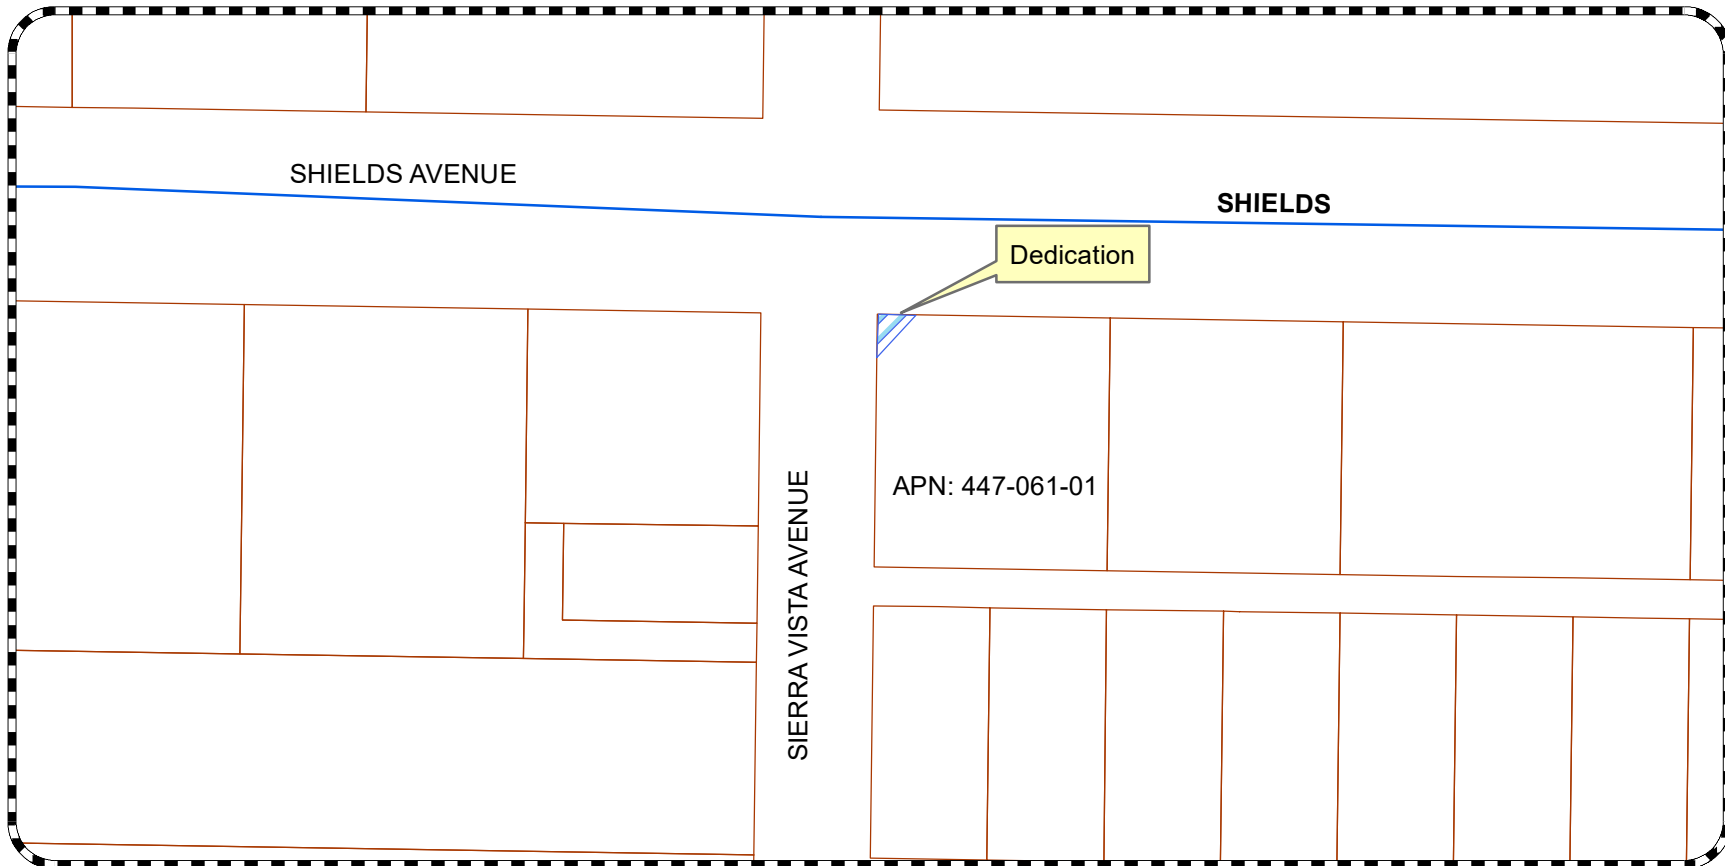 SHIELDS AVENUE
SHIELDS
Dedication
APN: 447-061-01
SIERRA VISTA AVENUE